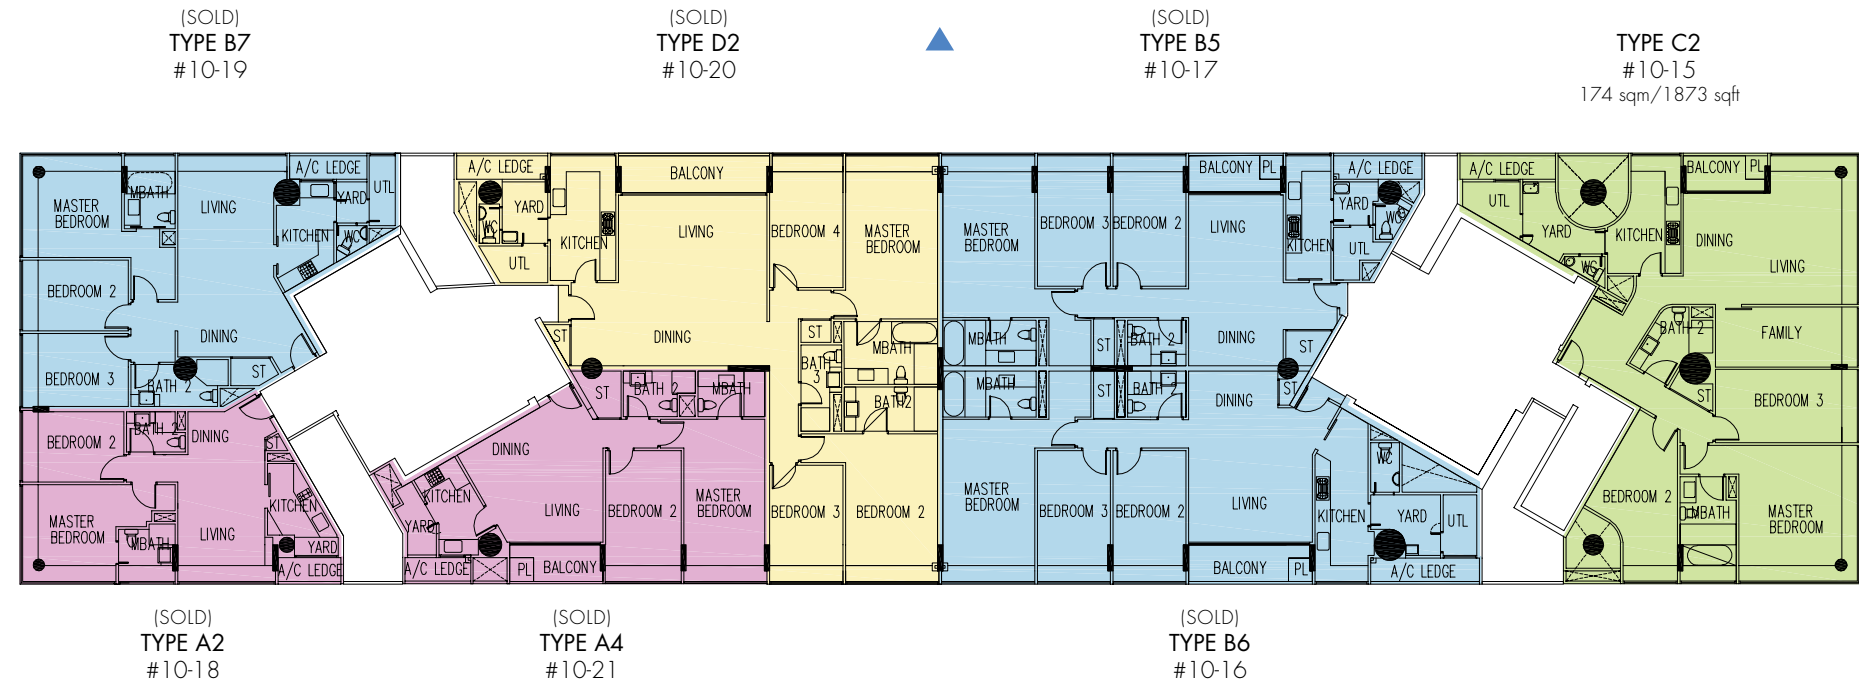 (SOLD)
TYPE B7
#10-19
(SOLD)
TYPE D2
#10-20
(SOLD)
TYPE B5
#10-17
TYPE C2
#10-15
174 sqm/1873 sqft
MASTER
BEDROOM
MBATH
LIVING
A/C LEDGE
UTL
YARD
KITCHEN
WC
BEDROOM 2
DINING
BEDROOM 3
BATH 2
ST
A/C LEDGE
YARD
WC
UTL
KITCHEN
BALCONY
LIVING
BEDROOM 4
MASTER
BEDROOM
DINING
ST
ST
BATH
3
MBATH
BATH2
BEDROOM 3
BEDROOM 2
MASTER
BEDROOM
BEDROOM 3
BEDROOM 2
BALCONY
PL
LIVING
A/C LEDGE
YARD
WC
KITCHEN
UTL
MBATH
ST
BATH 2
DINING
ST
A/C LEDGE
UTL
YARD
WC
KITCHEN
BALCONY
PL
DINING
LIVING
BATH 2
FAMILY
ST
BEDROOM 3
BEDROOM 2
MBATH
MASTER
BEDROOM
BEDROOM 2
BATH 2
DINING
ST
KITCHEN
MASTER
BEDROOM
MBATH
LIVING
YARD
A/C LEDGE
ST
BATH 2
MBATH
DINING
KITCHEN
YARD
LIVING
BEDROOM 2
MASTER
BEDROOM
A/C LEDGE
PL
BALCONY
MBATH
ST
BATH 2
DINING
ST
MASTER
BEDROOM
BEDROOM 3
BEDROOM 2
LIVING
WC
KITCHEN
YARD
UTL
BALCONY
PL
A/C LEDGE
(SOLD)
TYPE A2
#10-18
(SOLD)
TYPE A4
#10-21
(SOLD)
TYPE B6
#10-16